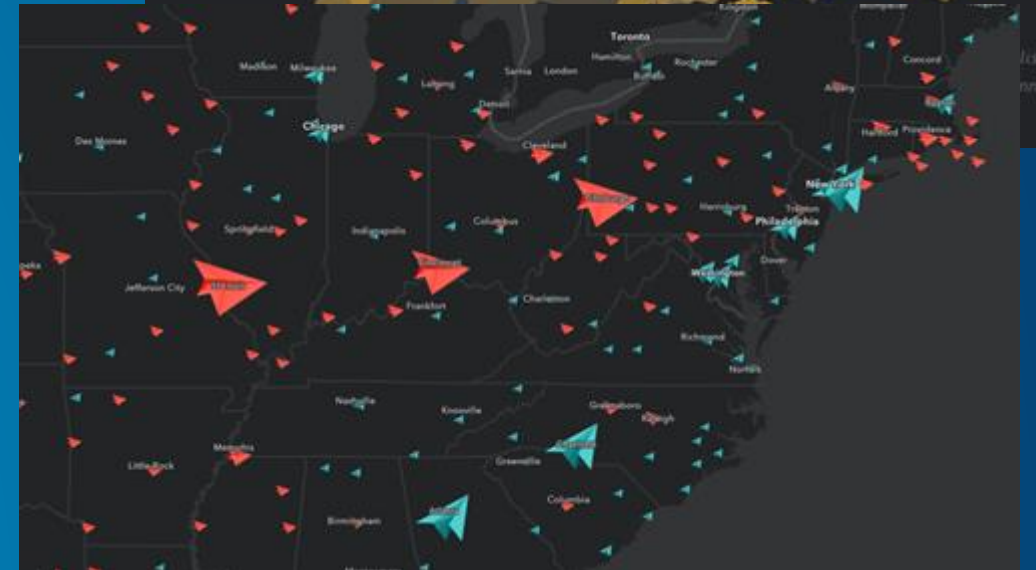 Toronto
Hamilton
Rochester
Buffalo
Concord
Madison
Milwaukee
Lansing
Sarnia
London
Albany
Detroit
Chicago
Hartford
Providence
Des Moines
Cleveland
New York
Harrisburg
Trenton
Philadelphia
Springfield
Indianapolis
Columbus
Washington
Dover
Jefferson City
Frankfort
Charleston
Richmond
Norfolk
Nashville
Knoxville
Greensboro
Raleigh
Memphis
Little Rock
Greenville
Columbia
Birmingham